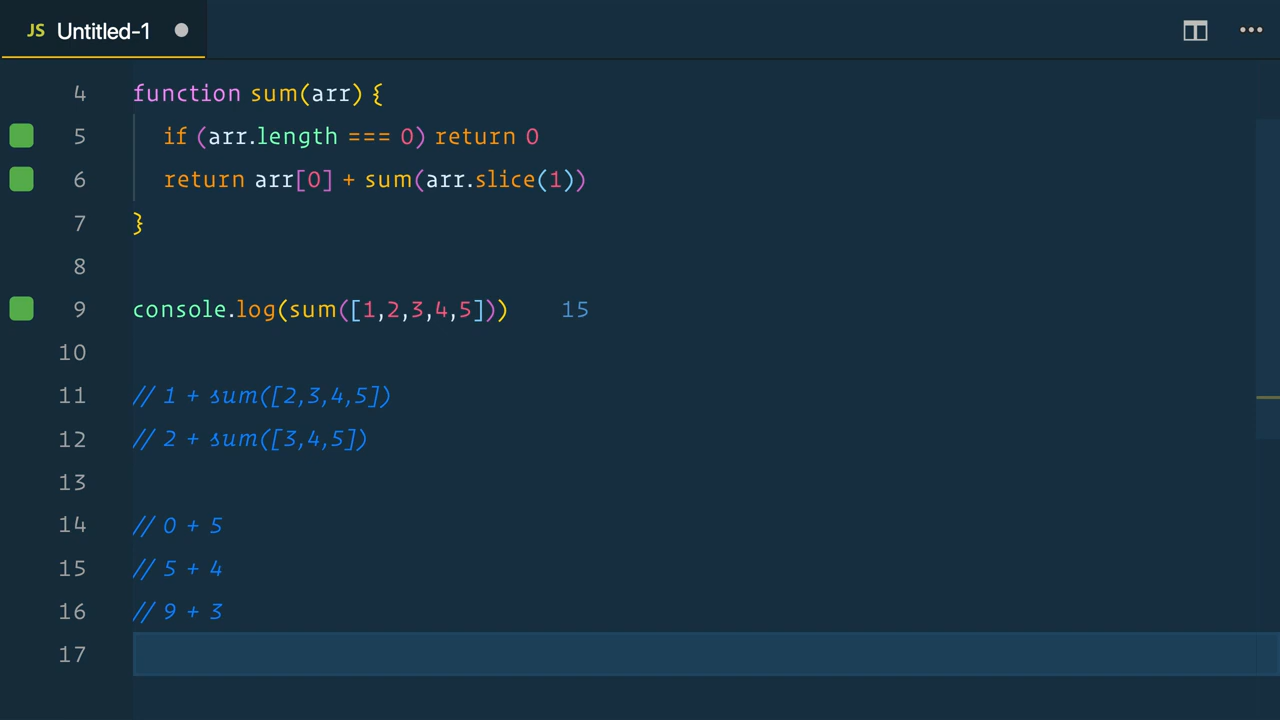 JS Untitled-1
4 function sum(arr) {
5 if (arr.length === 0) return 0
6 return arr[0] + sum(arr.slice(1))
7 }
8
9 console.log(sum([1,2,3,4,5])) 15
10
11 // 1 + sum([2,3,4,5])
12 // 2 + sum([3,4,5])
13
14 // 0 + 5
15 // 5 + 4
16 // 9 + 3
17